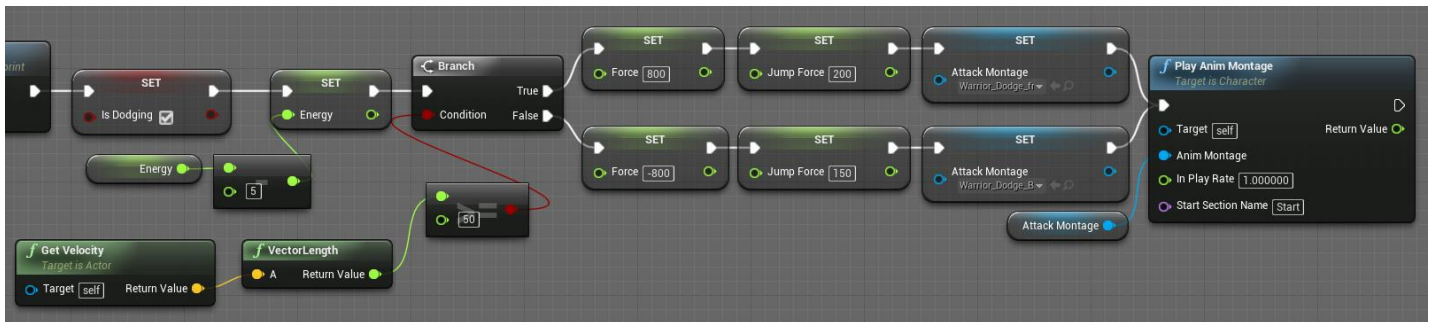 print
SET
Is Dodging
SET
Energy
Energy
5
Get Velocity
Target is Actor
Target self
Return Value
VectorLength
A
Return Value
>=
50
Branch
True
Condition
False
SET
Force 800
SET
Jump Force 200
SET
Attack Montage
Warrior_Dodge_fr
SET
Force -800
SET
Jump Force 150
SET
Attack Montage
Warrior_Dodge_B
Attack Montage
Play Anim Montage
Target is Character
Target self
Return Value
Anim Montage
In Play Rate 1.000000
Start Section Name Start